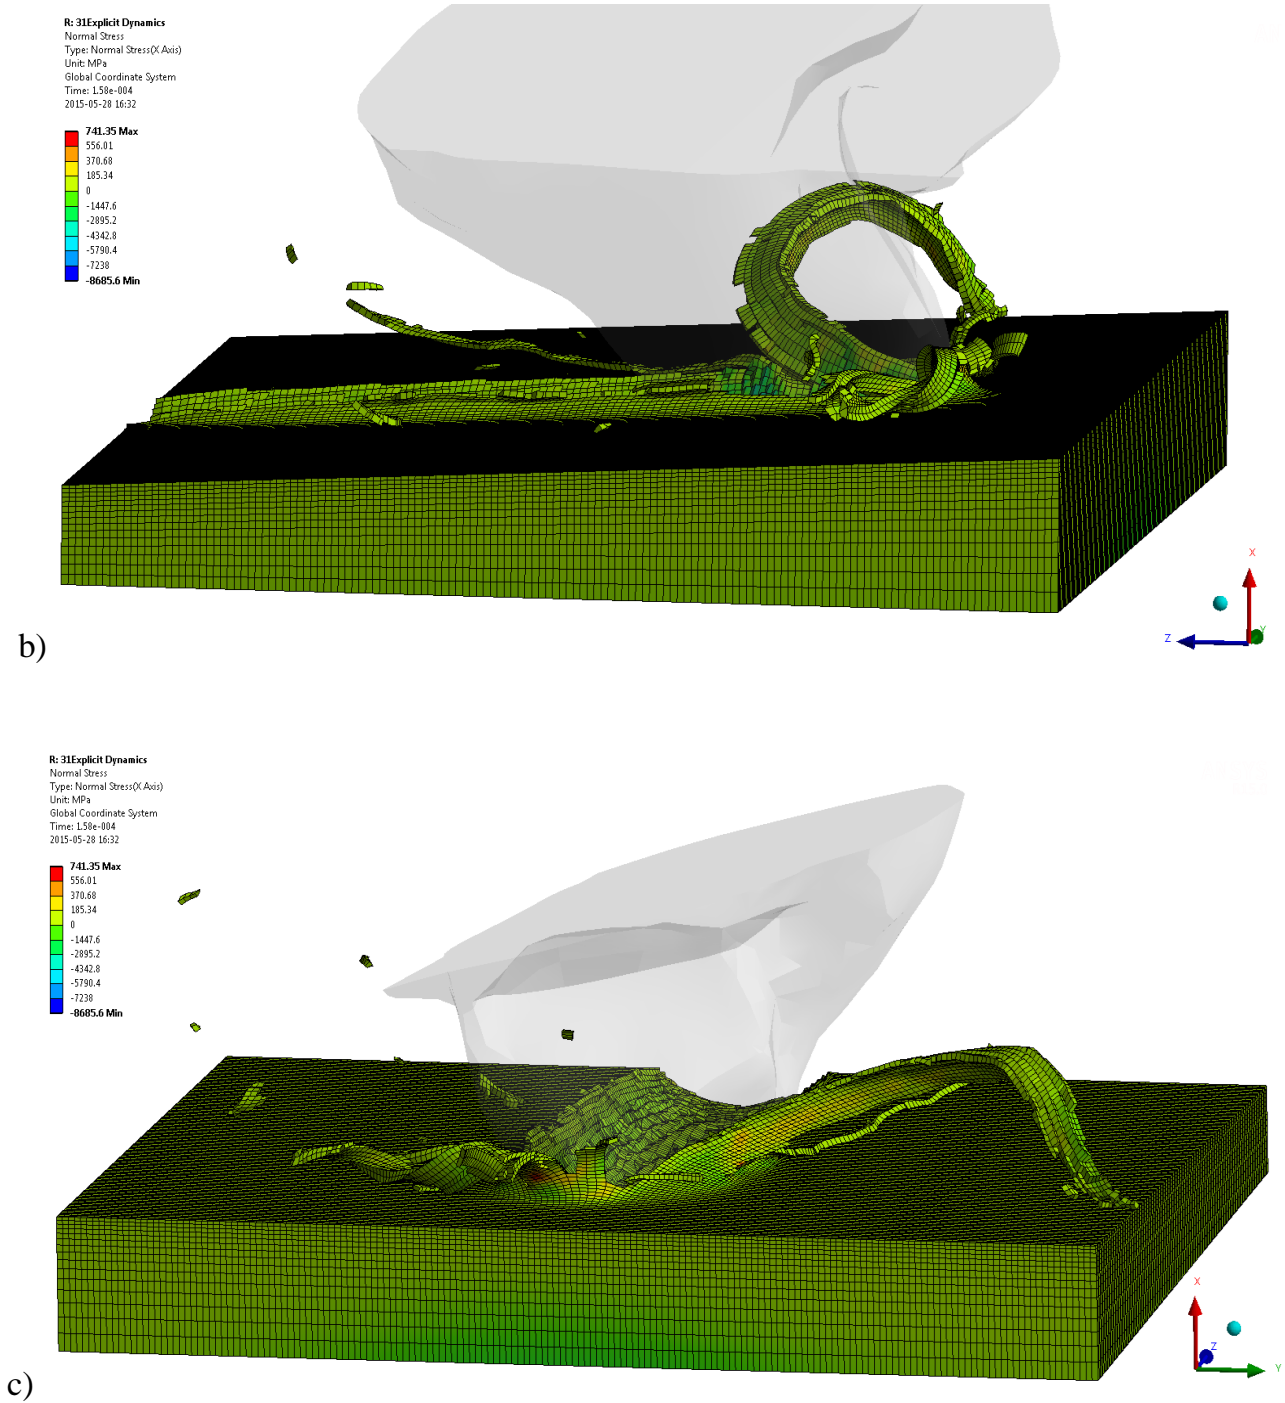 R: 31Explicit Dynamics
Normal Stress
Type: Normal Stress(X Axis)
Unit: MPa
Global Coordinate System
Time: 1.58e-004
2015-05-28 16:32
741.35 Max
556.01
370.68
185.34
0
-1447.6
-2895.2
-4342.8
-5790.4
-7238
-8685.6 Min
X
Y
Z
b)
R: 31Explicit Dynamics
Normal Stress
Type: Normal Stress(X Axis)
Unit: MPa
Global Coordinate System
Time: 1.58e-004
2015-05-28 16:32
741.35 Max
556.01
370.68
185.34
0
-1447.6
-2895.2
-4342.8
-5790.4
-7238
-8685.6 Min
X
Z
Y
c)